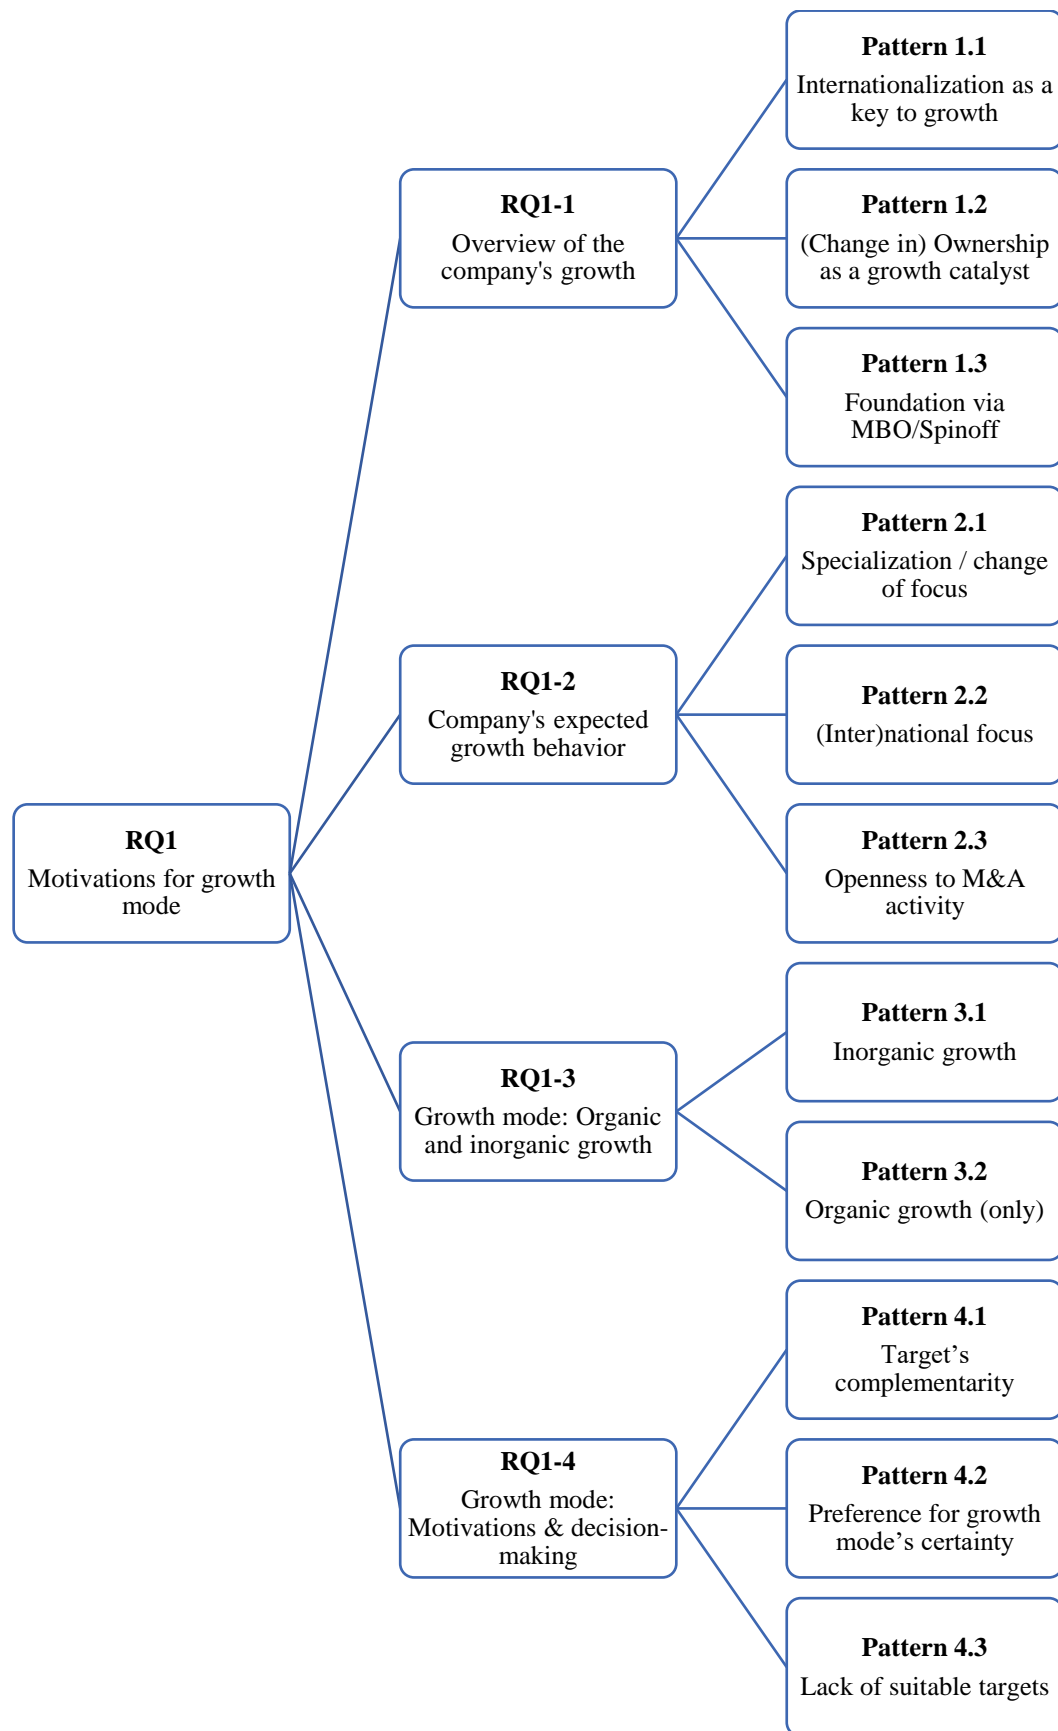 RQ1
Motivations for growth
mode
RQ1-1
Overview of the
company's growth
Pattern 1.1
Internationalization as a
key to growth
Pattern 1.2
(Change in) Ownership
as a growth catalyst
Pattern 1.3
Foundation via
MBO/Spinoff
RQ1-2
Company's expected
growth behavior
Pattern 2.1
Specialization / change
of focus
Pattern 2.2
(Inter)national focus
Pattern 2.3
Openness to M&A
activity
RQ1-3
Growth mode: Organic
and inorganic growth
Pattern 3.1
Inorganic growth
Pattern 3.2
Organic growth (only)
RQ1-4
Growth mode:
Motivations & decision-
making
Pattern 4.1
Target’s
complementarity
Pattern 4.2
Preference for growth
mode’s certainty
Pattern 4.3
Lack of suitable targets